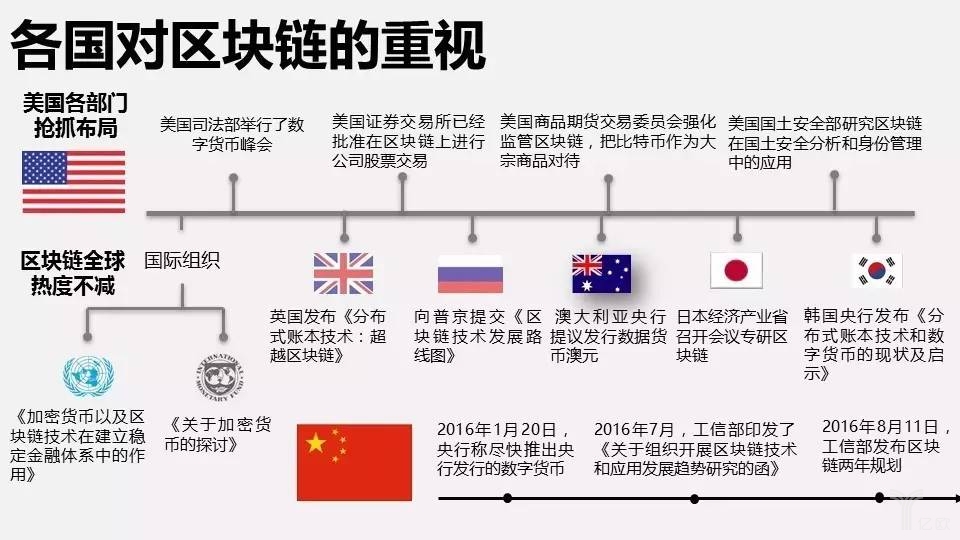 各国对区块链的重视
美国各部门
抢抓布局
美国司法部举行了数
字货币峰会
美国证券交易所已经
批准在区块链上进行
公司股票交易
美国商品期货交易委员会强化
监管区块链，把比特币作为大
宗商品对待
美国国土安全部研究区块链
在国土安全分析和身份管理
中的应用
区块链全球
热度不减
国际组织
英国发布《分布
式账本技术：超
越区块链》
向普京提交《区
块链技术发展路
线图》
澳大利亚央行
提议发行数据货
币澳元
日本经济产业省
召开会议专研区
块链
韩国央行发布《分
布式账本技术和数
字货币的现状及启
示》
INTERNATIONAL
MONETARY FUND
《加密货币以及区
块链技术在建立稳
定金融体系中的作
用》
《关于加密货
币的探讨》
2016年1月20日，
央行称尽快推出央
行发行的数字货币
2016年7月，工信部印发了
《关于组织开展区块链技术
和应用发展趋势研究的函》
2016年8月11日，
工信部发布区块
链两年规划
亿欧